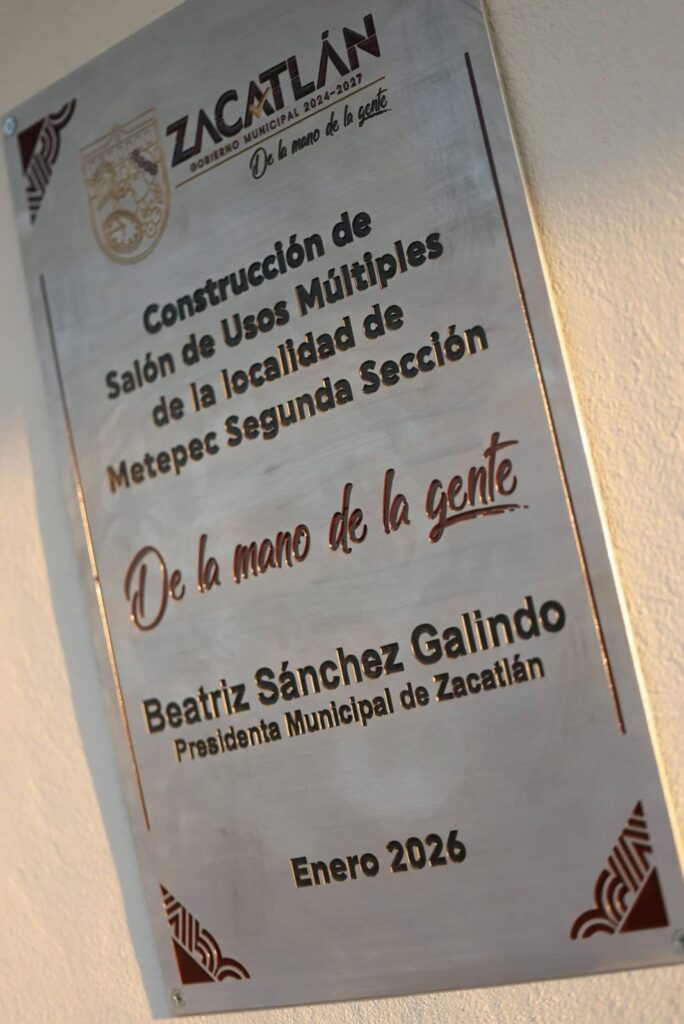 ZACATLÁN
GOBIERNO MUNICIPAL 2024-2027
De la mano de la gente
Construcción de
Salón de Usos Múltiples
de la localidad de
Metepec Segunda Sección
De la mano de la gente
Beatriz Sánchez Galindo
Presidenta Municipal de Zacatlán
Enero 2026